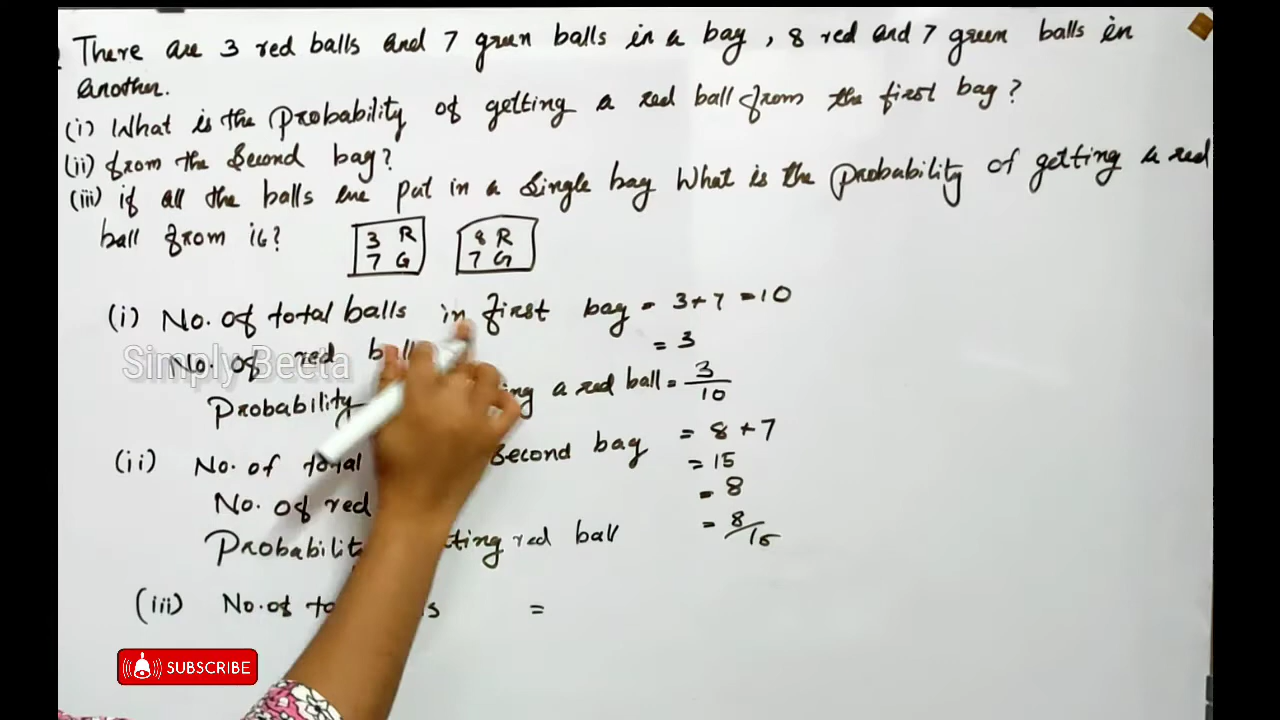 There are 3 red balls and 7 green balls in a bag, 8 red and 7 green balls in
another.
(i) What is the Probability of getting a red ball from the first bag?
(ii) from the Second bag?
(iii) if all the balls are put in a single bag What is the probability of getting a red
ball from it?
3 R
7 G
8 R
7 G
(i) No. of total balls in first bag = 3+7 =10
No. of red = 3
Simply Beeta
Probability a red ball = 3/10
(ii) No. of total Second bag = 8+7
= 15
No. of red = 8
Probability red ball = 8/15
(iii) No. of =
SUBSCRIBE